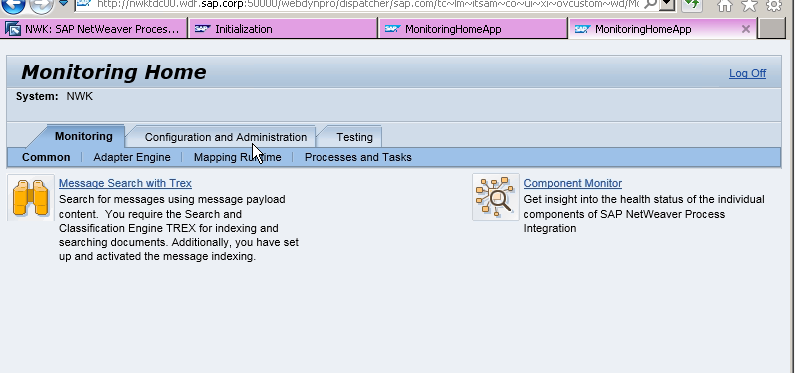 http://nwktdc00.wdf.sap.corp:50000/webdynpro/dispatcher/sap.com/tc~lm~itsam~co~ui~xi~ovcustom~wd/Mo
NWK: SAP NetWeaver Proces... Initialization MonitoringHomeApp MonitoringHomeApp
Monitoring Home
Log Off
System: NWK
Monitoring Configuration and Administration Testing
Common Adapter Engine Mapping Runtime Processes and Tasks
Message Search with Trex
Search for messages using message payload
content. You require the Search and
Classification Engine TREX for indexing and
searching documents. Additionally, you have set
up and activated the message indexing.
Component Monitor
Get insight into the health status of the individual
components of SAP NetWeaver Process
Integration